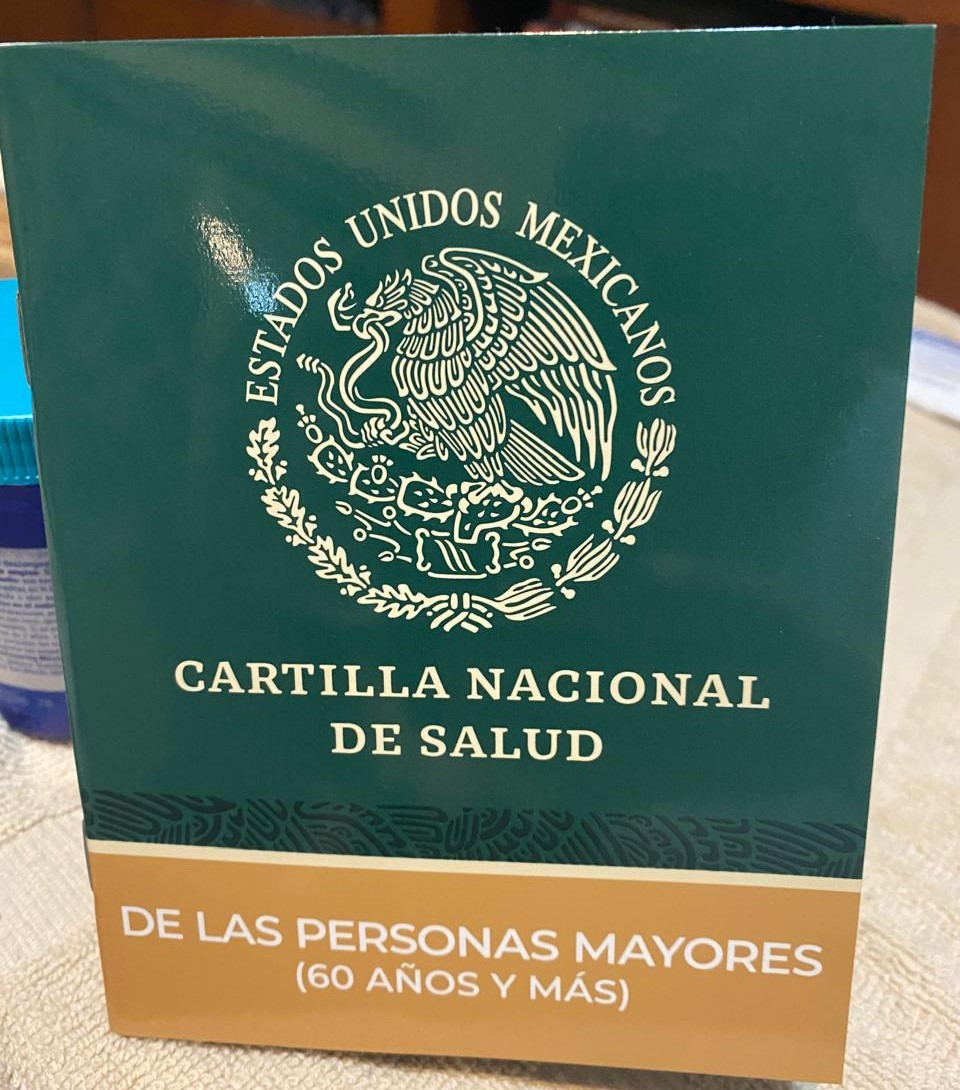 ESTADOS UNIDOS MEXICANOS
CARTILLA NACIONAL
DE SALUD
DE LAS PERSONAS MAYORES
(60 AÑOS Y MÁS)